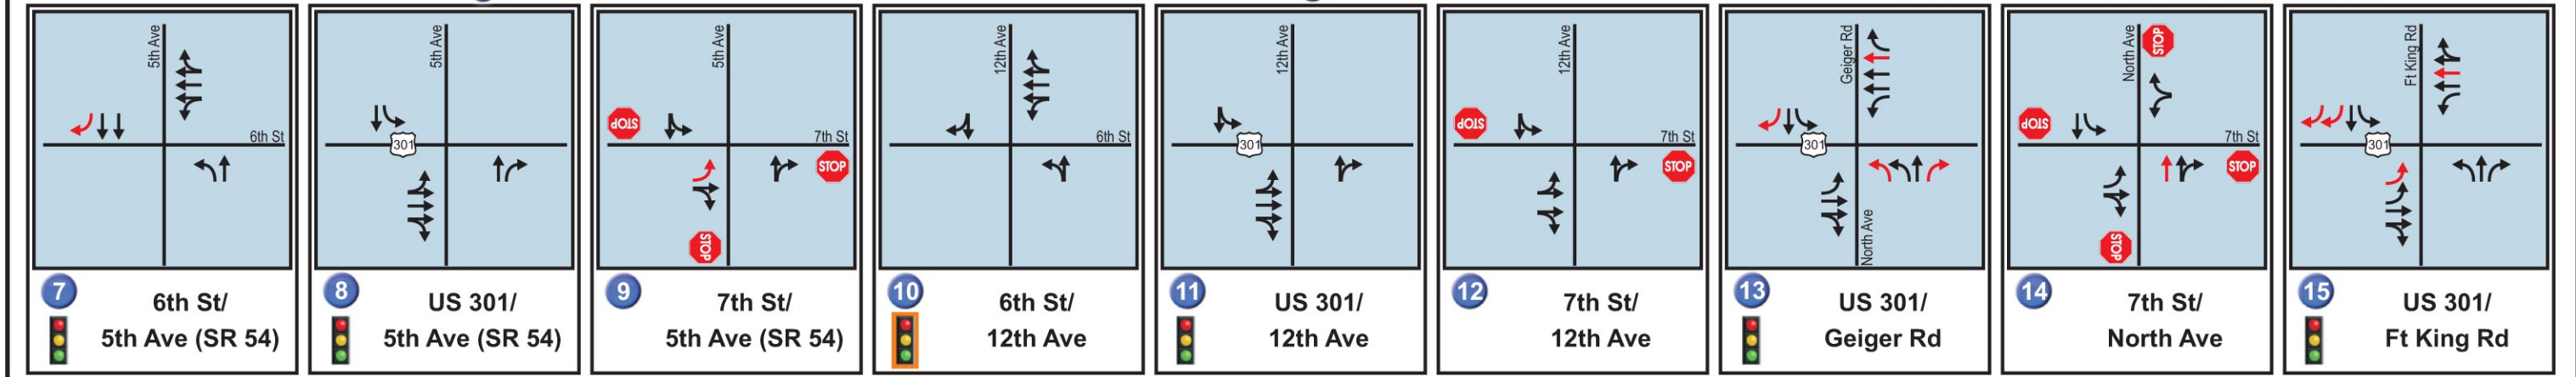 5th Ave
6th St
7
6th St/
5th Ave (SR 54)
5th Ave
301
8
US 301/
5th Ave (SR 54)
5th Ave
STOP
7th St
STOP
STOP
9
7th St/
5th Ave (SR 54)
12th Ave
6th St
10
6th St/
12th Ave
12th Ave
301
11
US 301/
12th Ave
12th Ave
STOP
7th St
STOP
12
7th St/
12th Ave
Geiger Rd
301
North Ave
13
US 301/
Geiger Rd
North Ave
STOP
STOP
7th St
STOP
STOP
14
7th St/
North Ave
Ft King Rd
301
15
US 301/
Ft King Rd